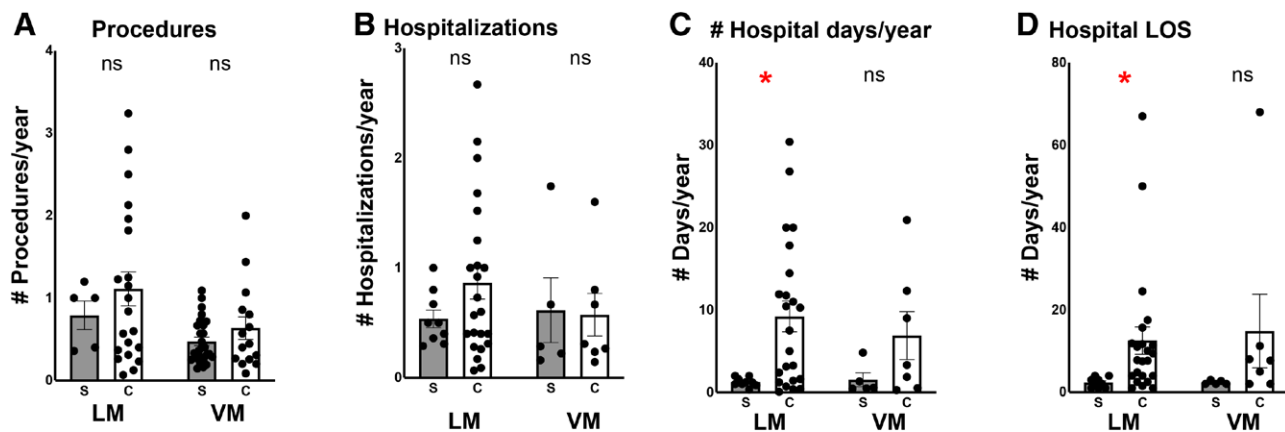 A Procedures
# Procedures/year
4
3
2
1
0
ns ns
S C S C
LM VM
B Hospitalizations
# Hospitalizations/year
3
2
1
0
ns ns
S C S C
LM VM
C # Hospital days/year
# Days/year
40
30
20
10
0
* ns
S C S C
LM VM
D Hospital LOS
# Days/year
80
60
40
20
0
* ns
S C S C
LM VM